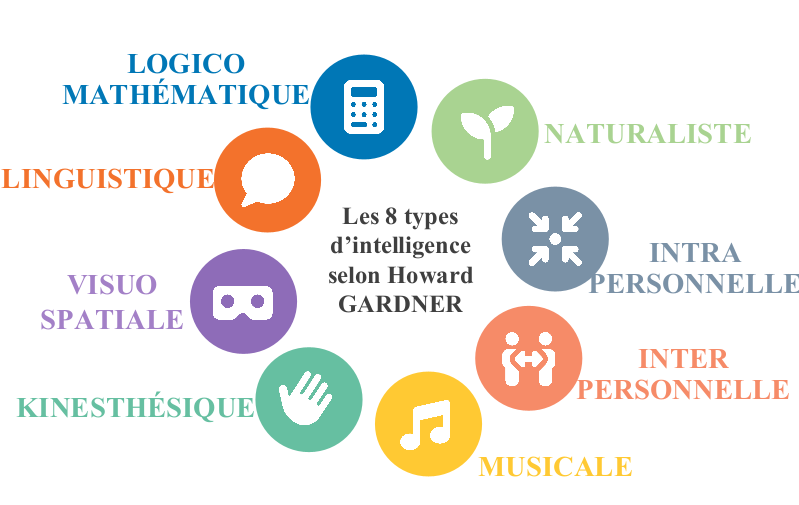 LOGICO
MATHÉMATIQUE
NATURALISTE
LINGUISTIQUE
Les 8 types
d’intelligence
selon Howard
GARDNER
INTRA
PERSONNELLE
VISUO
SPATIALE
INTER
PERSONNELLE
KINESTHÉSIQUE
MUSICALE